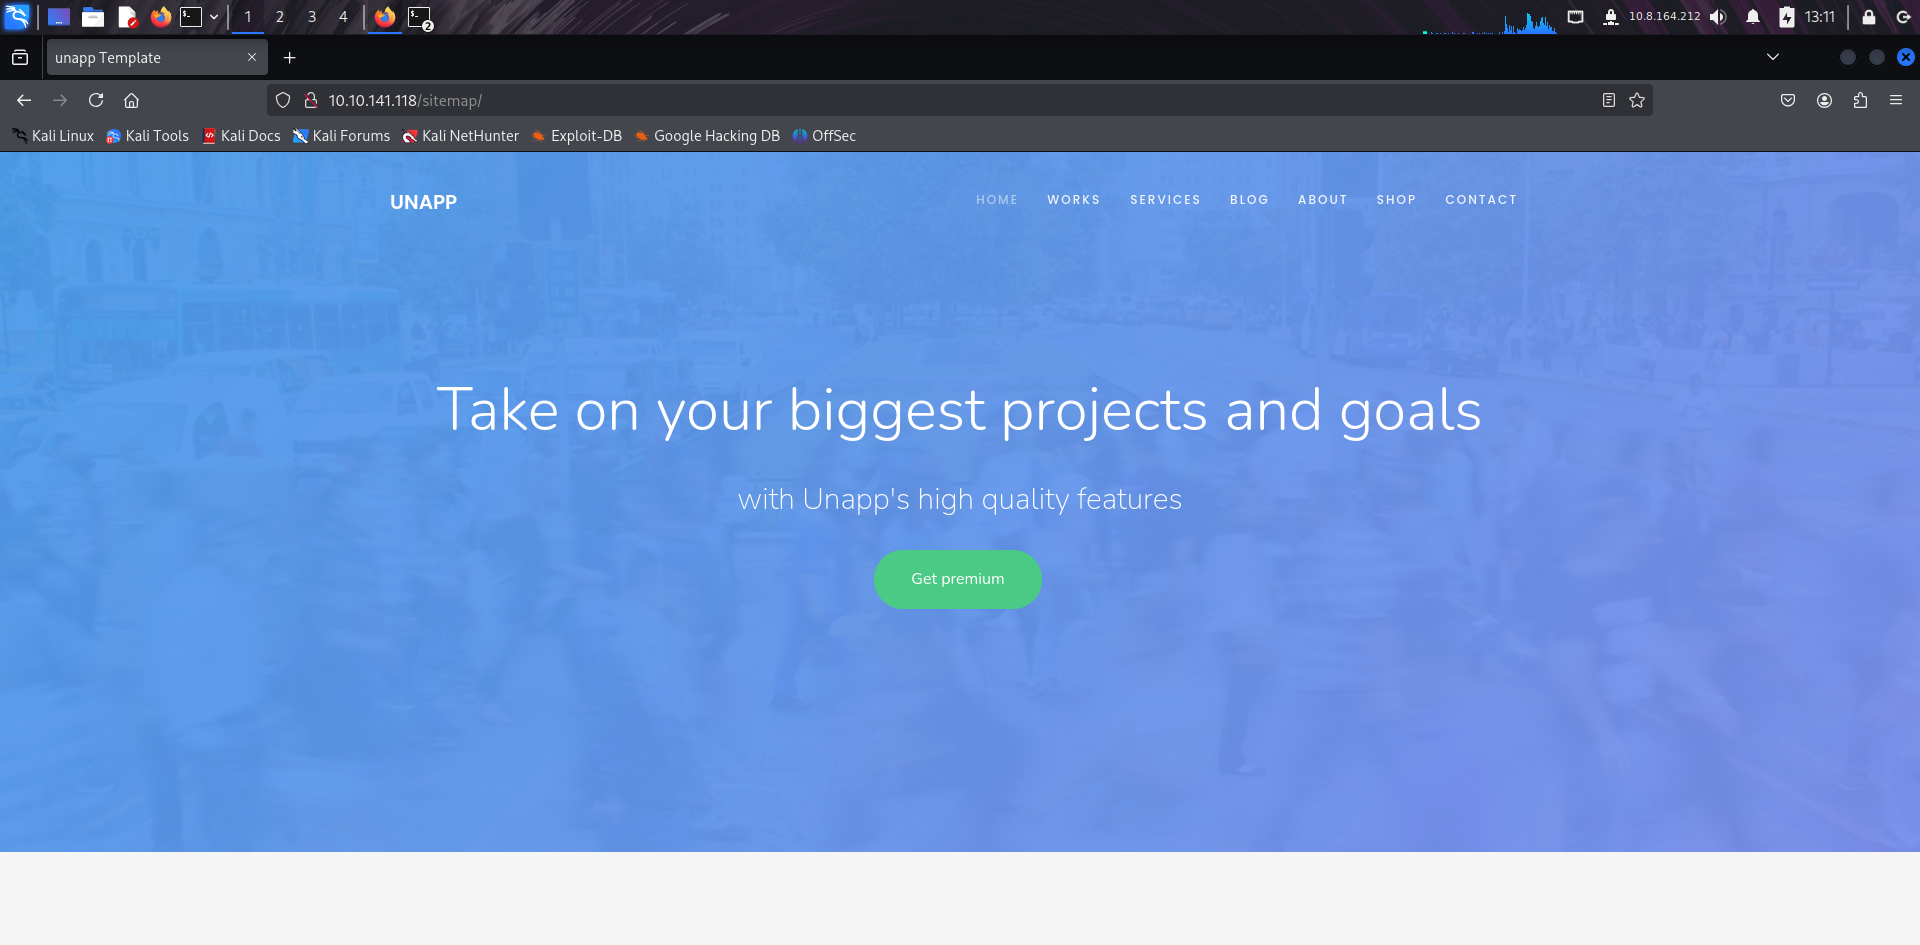 1 2 3 4 2 10.8.164.212 13:11
unapp Template
10.10.141.118/sitemap/
Kali Linux Kali Tools Kali Docs Kali Forums Kali NetHunter Exploit-DB Google Hacking DB OffSec
UNAPP HOME WORKS SERVICES BLOG ABOUT SHOP CONTACT
Take on your biggest projects and goals
with Unapp's high quality features
Get premium